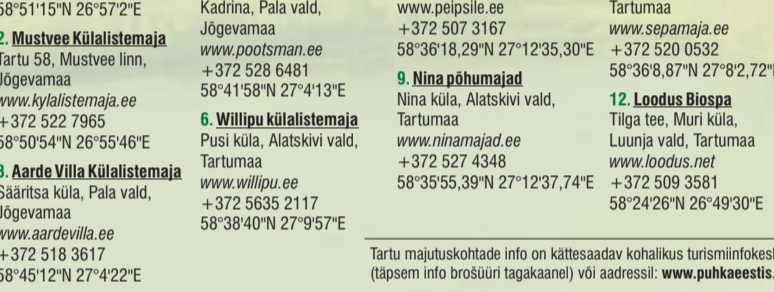 58°51'15"N 26°57'2"E
2. Mustvee Külalistemaja
Tartu 58, Mustvee linn,
Jõgevamaa
www.kylalistemaja.ee
+372 522 7965
58°50'54"N 26°55'46"E
3. Aarde Villa Külalistemaja
Sääritsa küla, Pala vald,
Jõgevamaa
www.aardevilla.ee
+372 518 3617
58°45'12"N 27°4'22"E
Kadrina, Pala vald,
Jõgevamaa
www.pootsman.ee
+372 528 6481
58°41'58"N 27°4'13"E
6. Willipu külalistemaja
Pusi küla, Alatskivi vald,
Tartumaa
www.willipu.ee
+372 5635 2117
58°38'40"N 27°9'57"E
www.peipsile.ee
+372 507 3167
58°36'18,29"N 27°12'35,30"E
9. Nina põhumajad
Nina küla, Alatskivi vald,
Tartumaa
www.ninamajad.ee
+372 527 4348
58°35'55,39"N 27°12'37,74"E
Tartumaa
www.sepamaja.ee
+372 520 0532
58°36'8,87"N 27°8'2,72"E
12. Loodus Biospa
Tilga tee, Muri küla,
Luunja vald, Tartumaa
www.loodus.net
+372 509 3581
58°24'26"N 26°49'30"E
Tartu majutuskohtade info on kättesaadav kohalikus turismiinfokes
(täpsem info brošüüri tagakaanel) või aadressil: www.puhkaeestis.